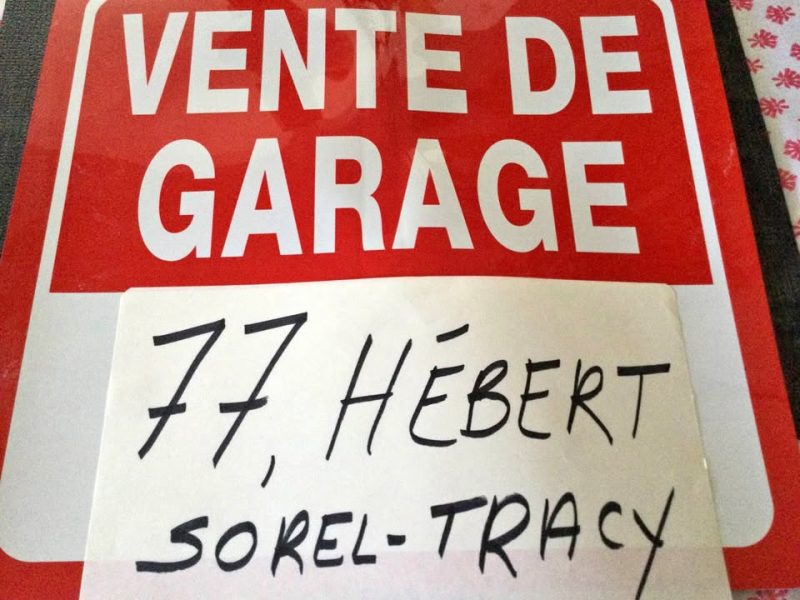 VENTE DE
GARAGE
77, HÉBERT
SOREL-TRACY